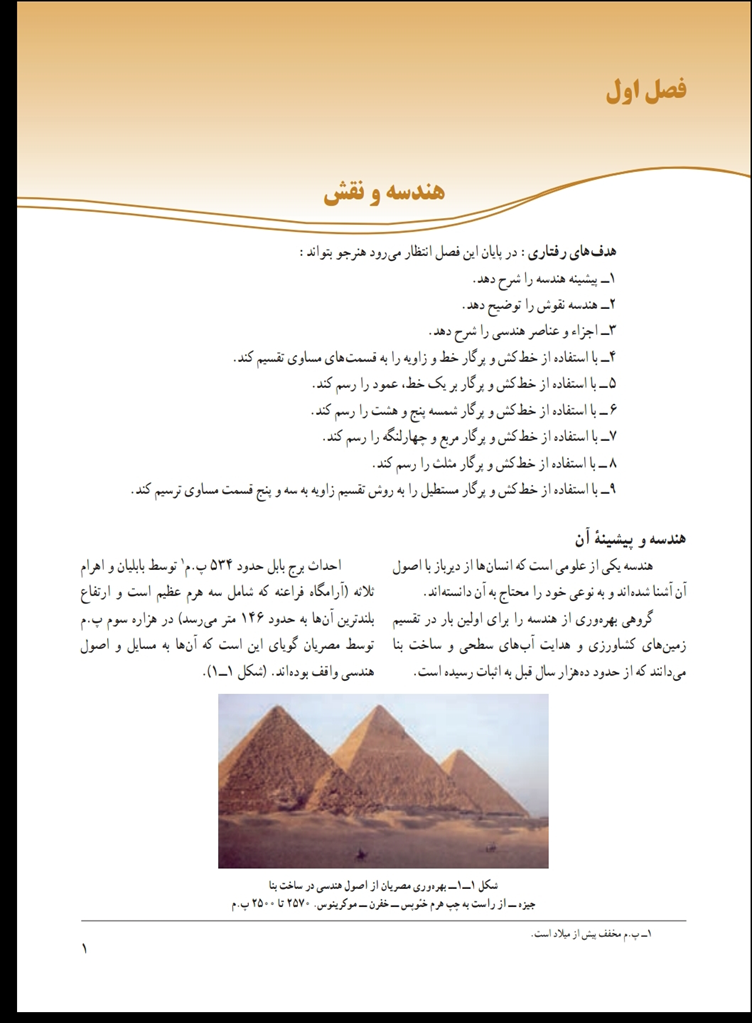 فصل اول
هندسه و نقش
هدف‌های رفتاری : در پایان این فصل انتظار می‌رود هنرجو بتواند :
۱ــ پیشینه هندسه را شرح دهد.
۲ــ هندسه نقوش را توضیح دهد.
۳ــ اجزاء و عناصر هندسی را شرح دهد.
۴ــ با استفاده از خط‌کش و پرگار خط و زاویه را به قسمت‌های مساوی تقسیم کند.
۵ــ با استفاده از خط‌کش و پرگار بر یک خط، عمود را رسم کند.
۶ــ با استفاده از خط‌کش و پرگار شمسه پنج و هشت را رسم کند.
۷ــ با استفاده از خط‌کش و پرگار مربع و چهارلنگه را رسم کند.
۸ــ با استفاده از خط‌کش و پرگار مثلث را رسم کند.
۹ــ با استفاده از خط‌کش و پرگار مستطیل را به روش تقسیم زاویه به سه و پنج قسمت مساوی ترسیم کند.
هندسه و پیشینهٔ آن
هندسه یکی از علومی است که انسان‌ها از دیرباز با اصول
آن آشنا شده‌اند و به نوعی خود را محتاج به آن دانسته‌اند.
گروهی بهره‌وری از هندسه را برای اولین بار در تقسیم
زمین‌های کشاورزی و هدایت آب‌های سطحی و ساخت بنا
می‌دانند که از حدود ده‌هزار سال قبل به اثبات رسیده است.
احداث برج بابل حدود ۵۳۴ پ.م۱ توسط بابلیان و اهرام
ثلاثه (آرامگاه فراعنه که شامل سه هرم عظیم است و ارتفاع
بلندترین آن‌ها به حدود ۱۴۶ متر می‌رسد) در هزاره سوم پ.م
توسط مصریان گویای این است که آن‌ها به مسایل و اصول
هندسی واقف بوده‌اند. (شکل ۱ــ۱).
شکل ۱ــ۱ــ بهره‌وری مصریان از اصول هندسی در ساخت بنا
جیزه ــ از راست به چپ هرم خئوپس ــ خفرن ــ موکرینوس. ۲۵۷۰ تا ۲۵۰۰ پ.م
۱ــ پ.م مخفف پیش از میلاد است.
۱